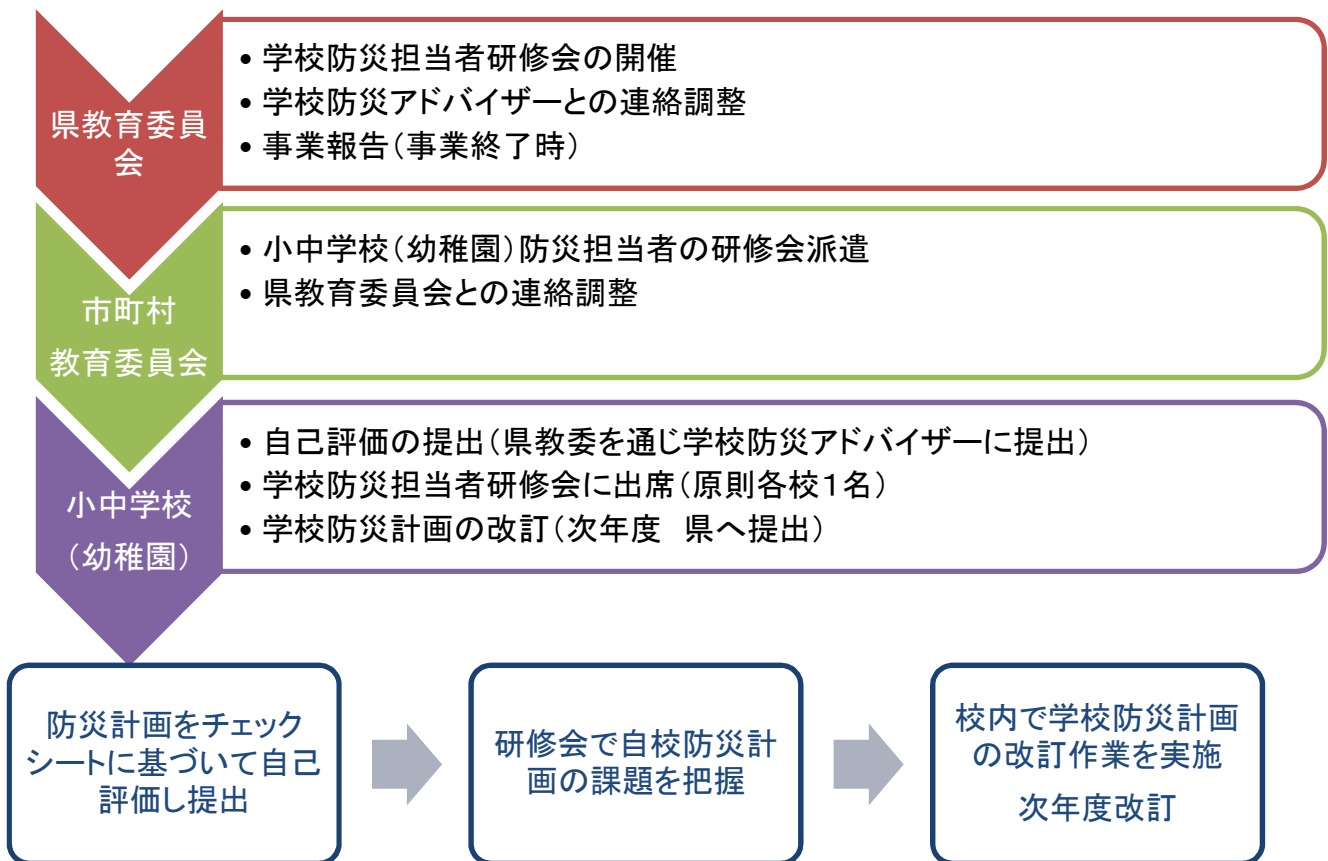 県教育委員
会
• 学校防災担当者研修会の開催
• 学校防災アドバイザーとの連絡調整
• 事業報告（事業終了時）
市町村
教育委員会
• 小中学校（幼稚園）防災担当者の研修会派遣
• 県教育委員会との連絡調整
小中学校
（幼稚園）
• 自己評価の提出（県教委を通じ学校防災アドバイザーに提出）
• 学校防災担当者研修会に出席（原則各校１名）
• 学校防災計画の改訂（次年度　県へ提出）
防災計画をチェック
シートに基づいて自己
評価し提出
研修会で自校防災計
画の課題を把握
校内で学校防災計画
の改訂作業を実施
次年度改訂